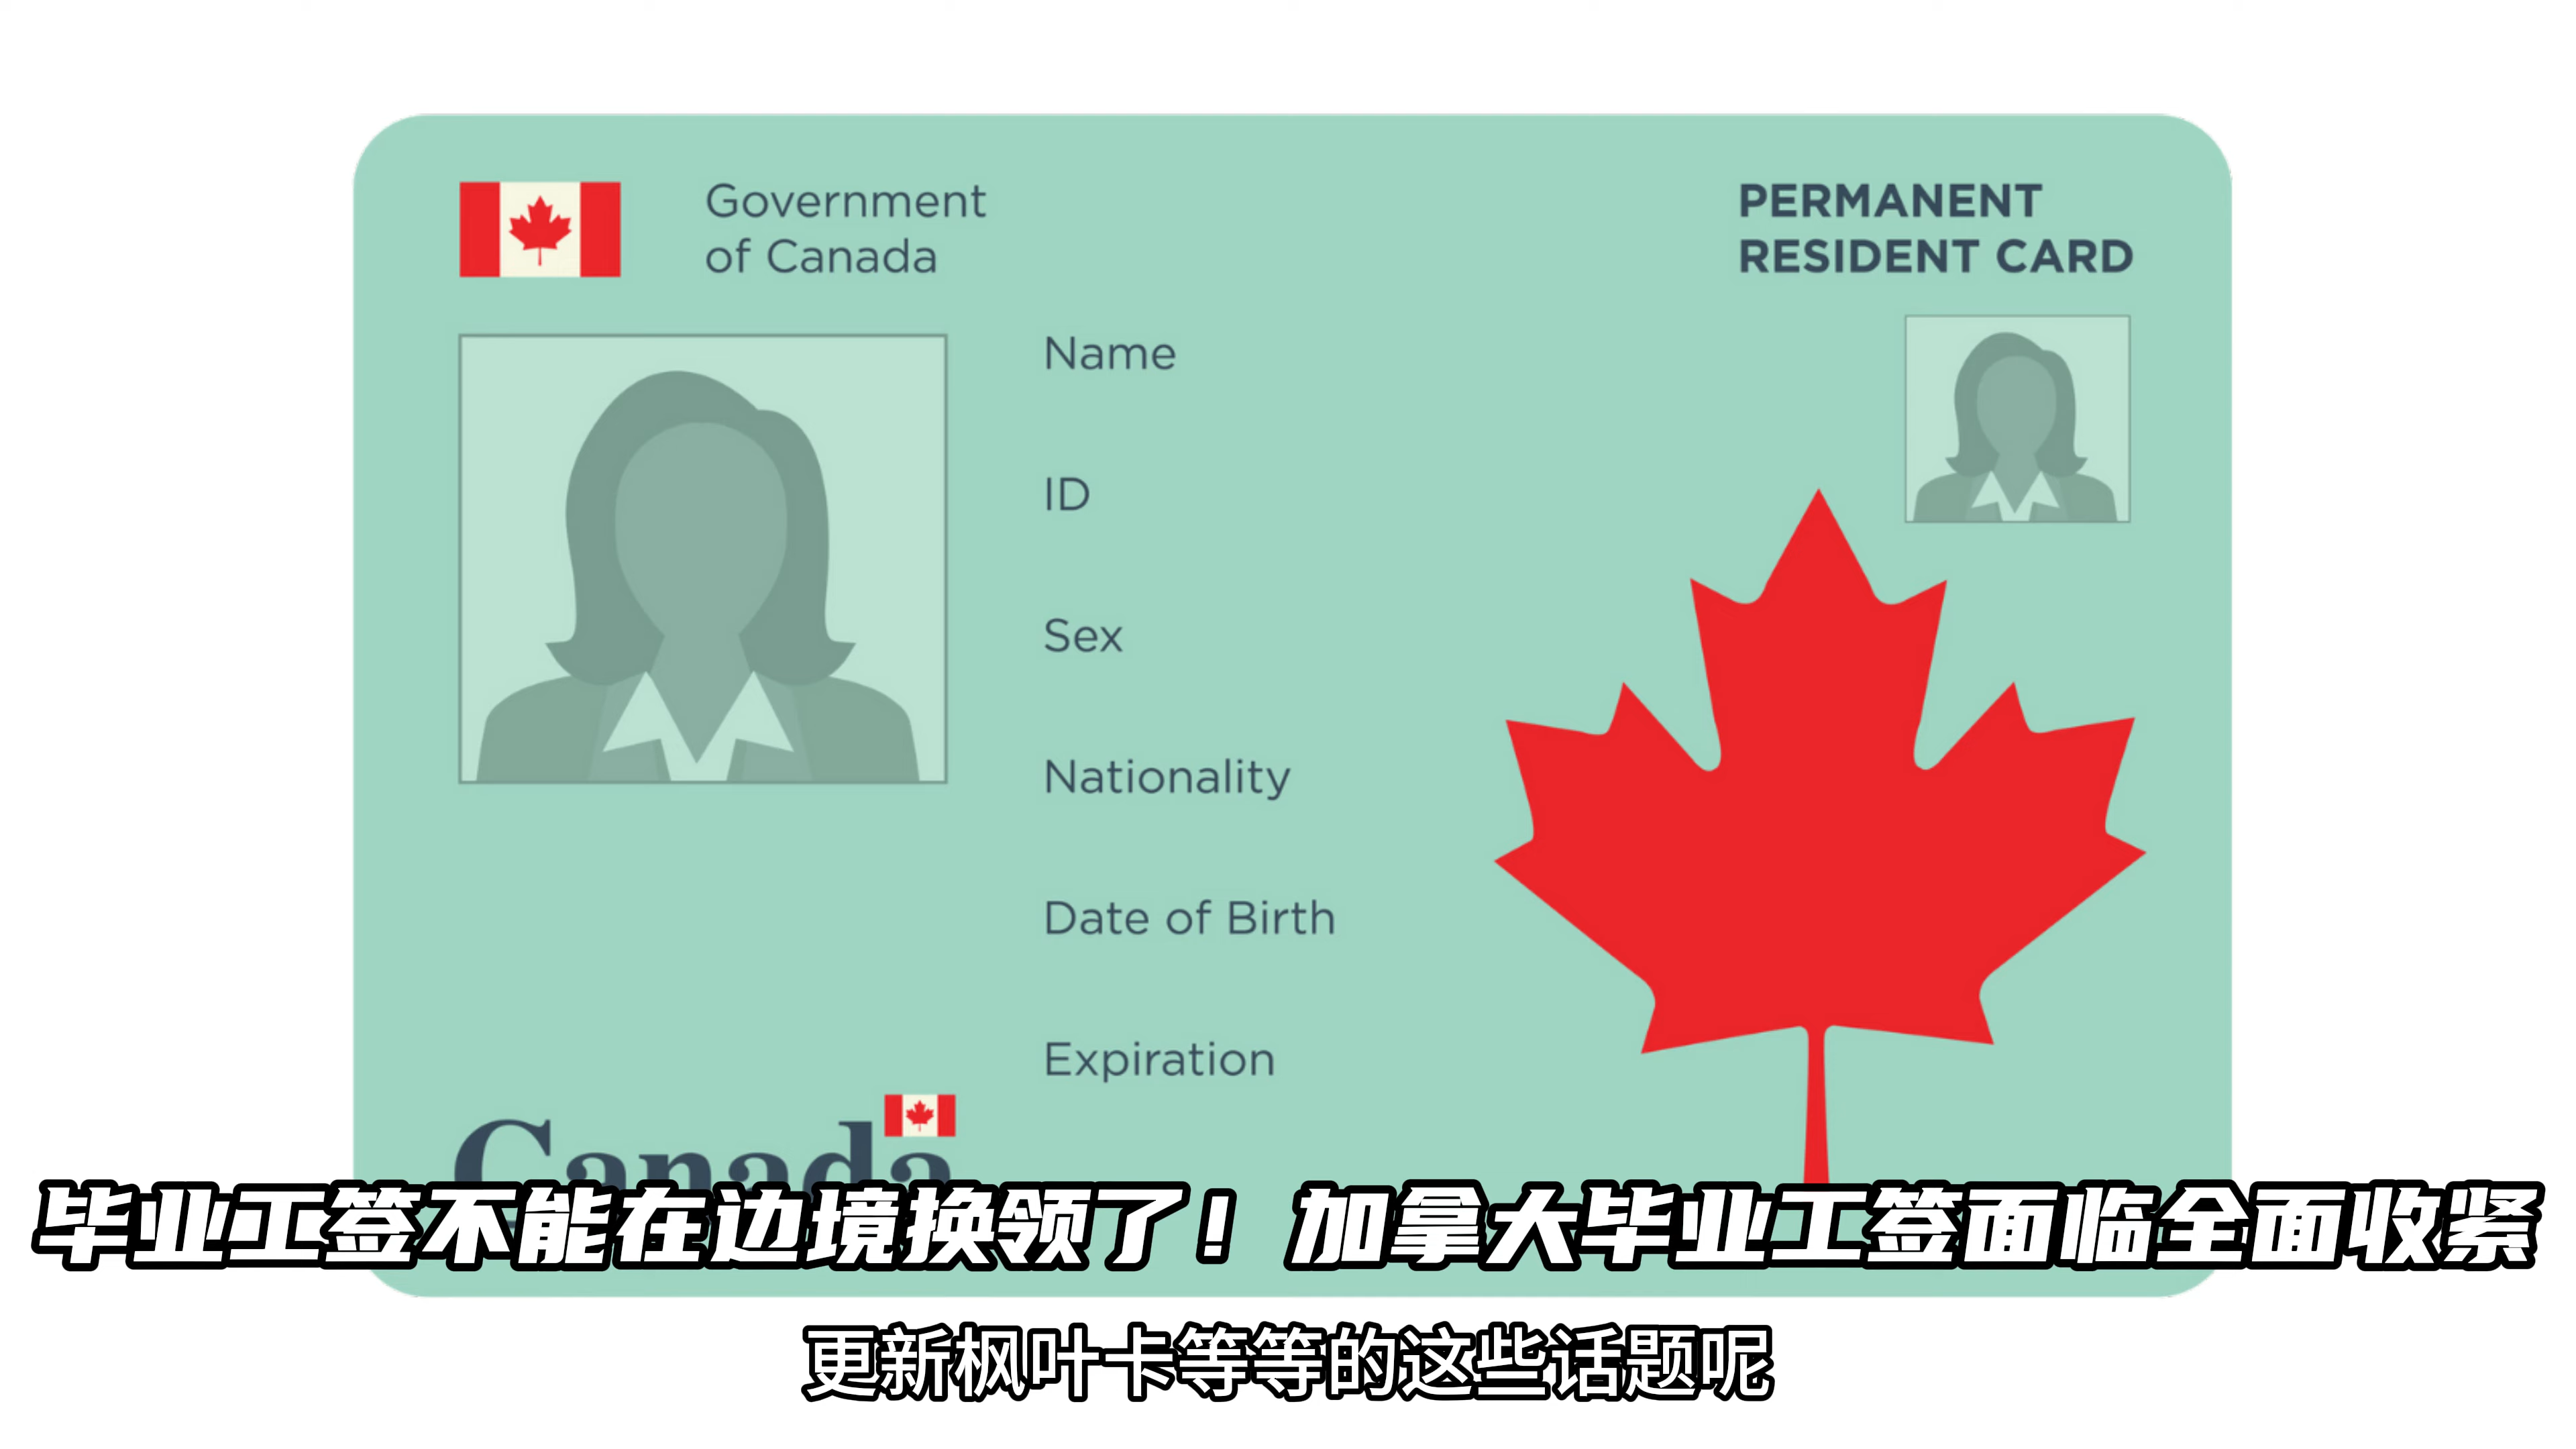 Government
of Canada
PERMANENT
RESIDENT CARD
Name
ID
Sex
Nationality
Date of Birth
Expiration
Canada
毕业工签不能在边境换领了！加拿大毕业工签面临全面收紧
更新枫叶卡等等的这些话题呢